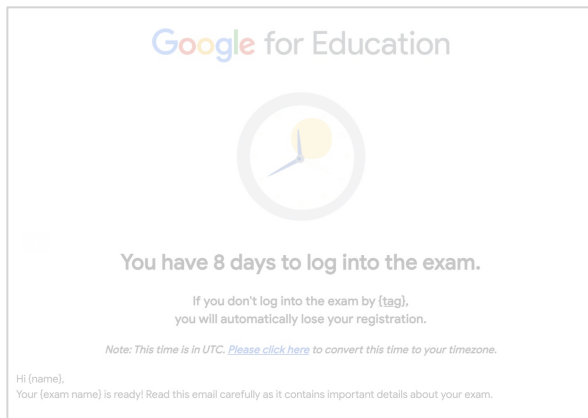 Google for Education
You have 8 days to log into the exam.
If you don't log into the exam by {tag},
you will automatically lose your registration.
Note: This time is in UTC. Please click here to convert this time to your timezone.
Hi {name},
Your {exam name} is ready! Read this email carefully as it contains important details about your exam.